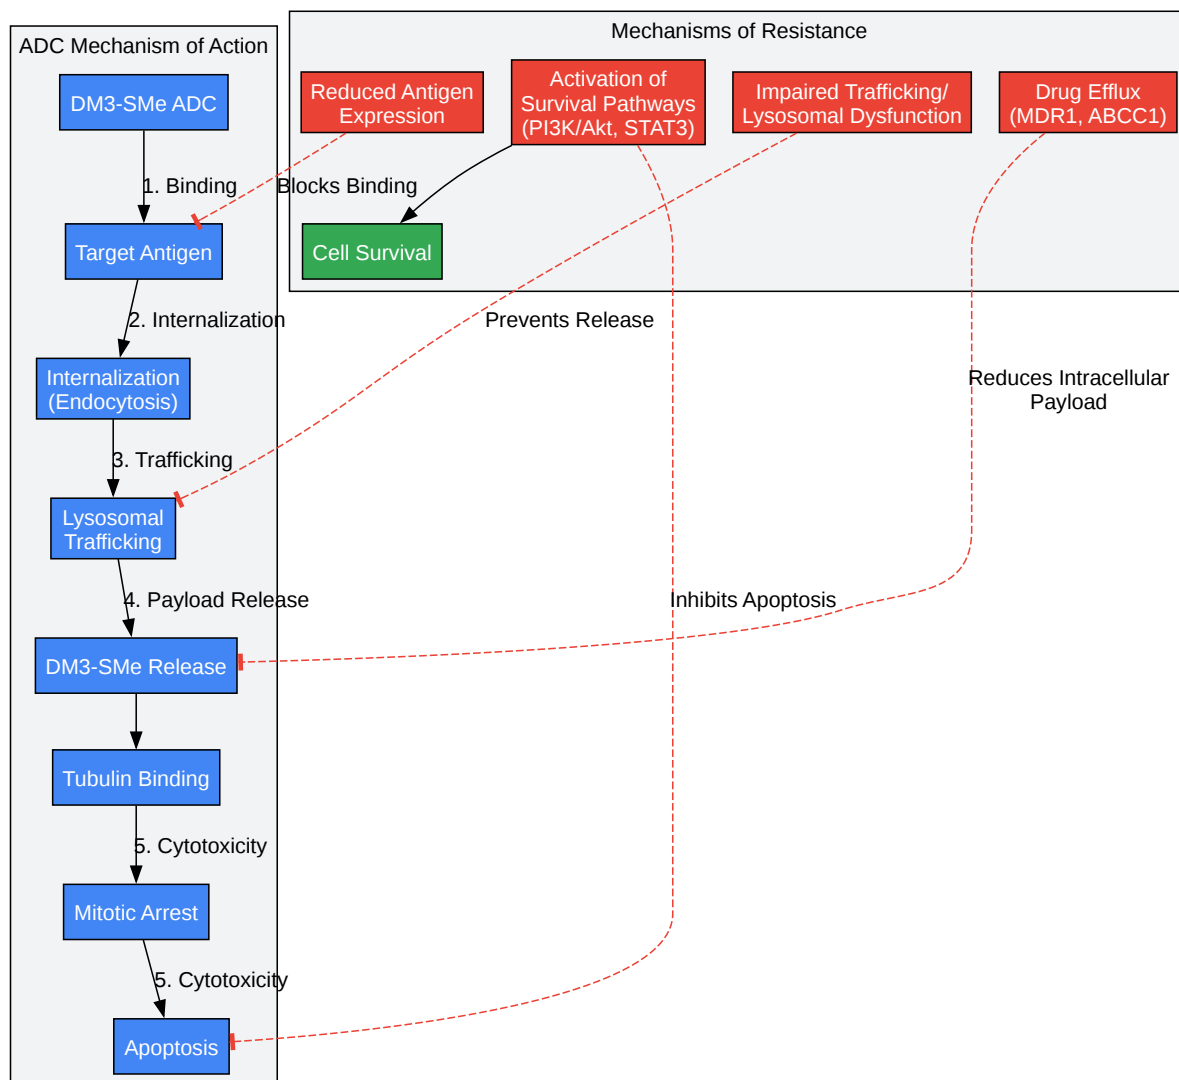 ADC Mechanism of Action
DM3-SMe ADC
1. Binding
Target Antigen
2. Internalization
Internalization
(Endocytosis)
3. Trafficking
Lysosomal
Trafficking
4. Payload Release
DM3-SMe Release
Tubulin Binding
5. Cytotoxicity
Mitotic Arrest
5. Cytotoxicity
Apoptosis
Mechanisms of Resistance
Reduced Antigen
Expression
Activation of
Survival Pathways
(PI3K/Akt, STAT3)
Impaired Trafficking/
Lysosomal Dysfunction
Drug Efflux
(MDR1, ABCC1)
Blocks Binding
Cell Survival
Prevents Release
Reduces Intracellular
Payload
Inhibits Apoptosis